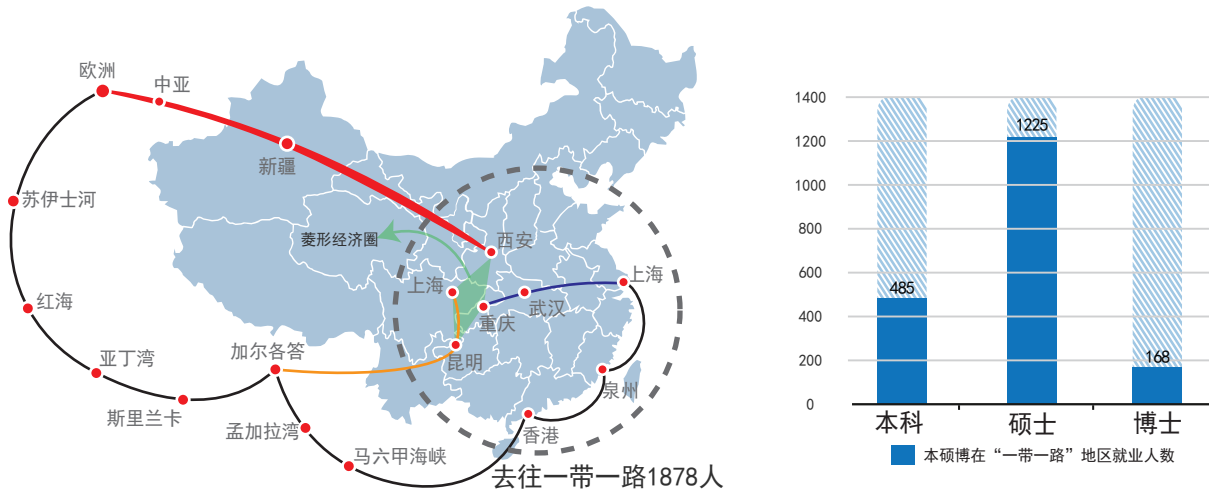 欧洲
中亚
新疆
苏伊士河
菱形经济圈
西安
上海
上海
红海
重庆
武汉
亚丁湾
加尔各答
昆明
泉州
斯里兰卡
孟加拉湾
香港
马六甲海峡
去往一带一路1878人
1400
1200
1000
800
600
400
200
0
485
1225
168
本科
硕士
博士
本硕博在“一带一路”地区就业人数